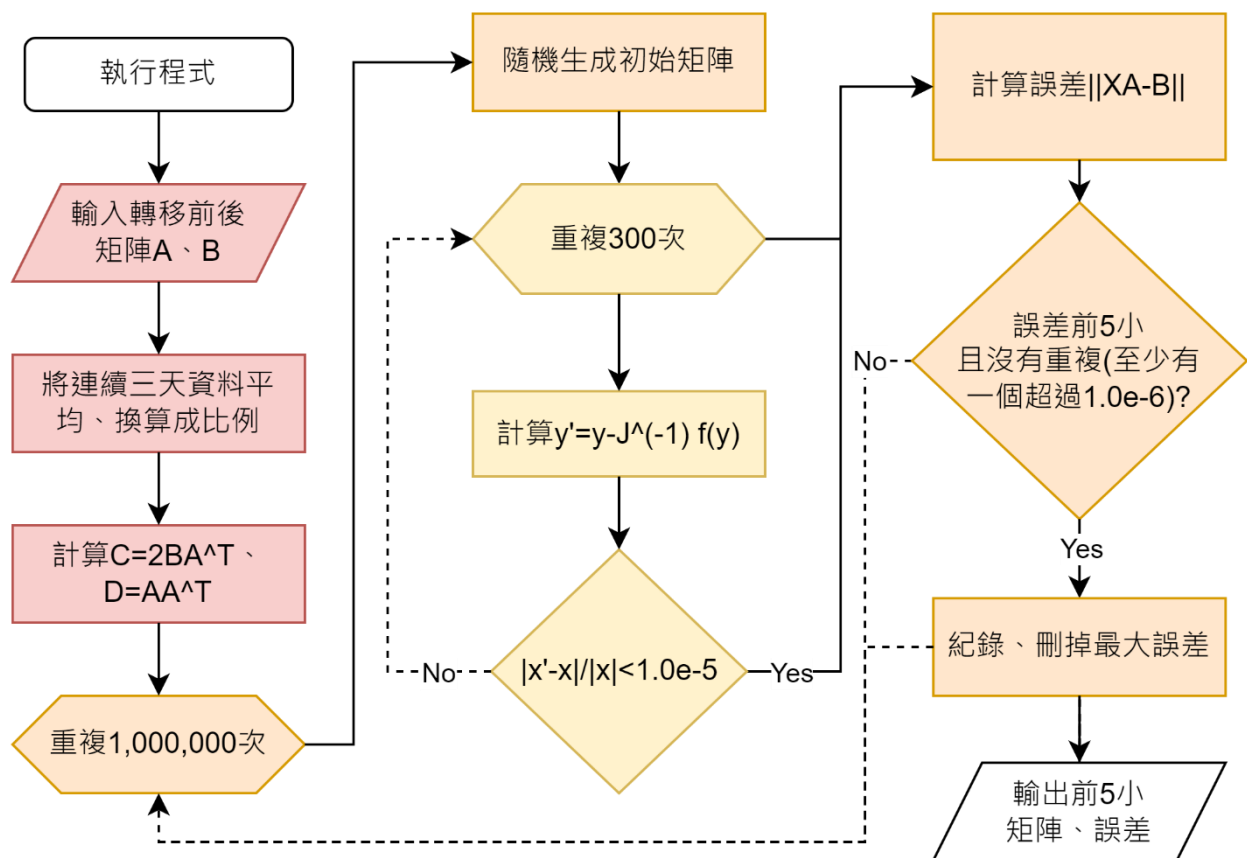 執行程式
輸入轉移前後
矩陣A、B
將連續三天資料平
均、換算成比例
計算C=2BA^T、
D=AA^T
重複1,000,000次
隨機生成初始矩陣
重複300次
計算y'=y-J^(-1) f(y)
|x'-x|/|x|<1.0e-5
No
Yes
計算誤差||XA-B||
誤差前5小
且沒有重複(至少有
一個超過1.0e-6)?
No
Yes
紀錄、刪掉最大誤差
輸出前5小
矩陣、誤差